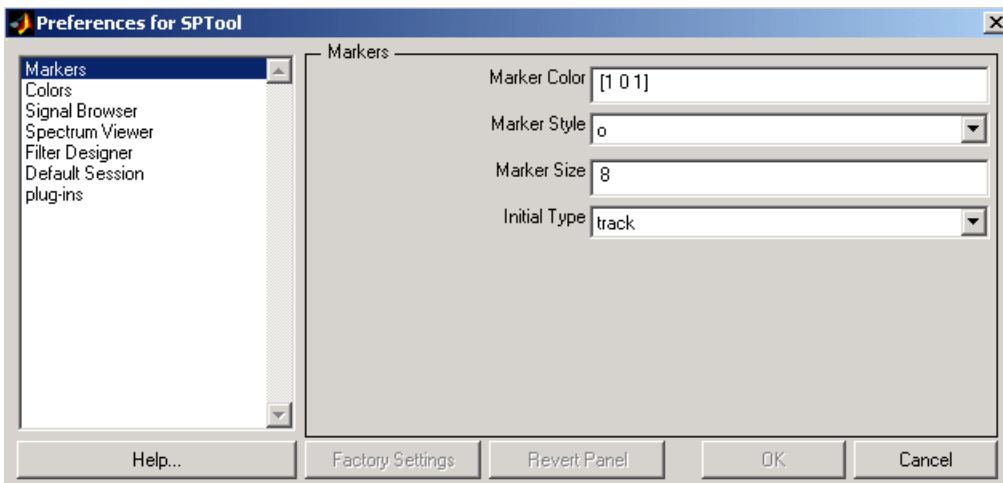 Preferences for SPTool
Markers
Colors
Signal Browser
Spectrum Viewer
Filter Designer
Default Session
plug-ins
Markers
Marker Color [1 0 1]
Marker Style o
Marker Size 8
Initial Type track
Help...
Factory Settings
Revert Panel
OK
Cancel